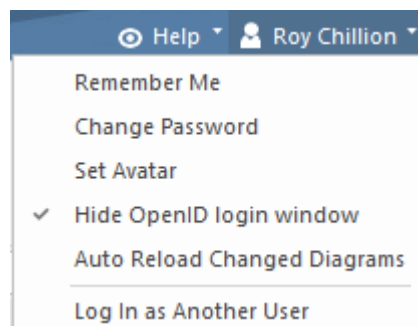 Help Roy Chillion
Remember Me
Change Password
Set Avatar
Hide OpenID login window
Auto Reload Changed Diagrams
Log In as Another User